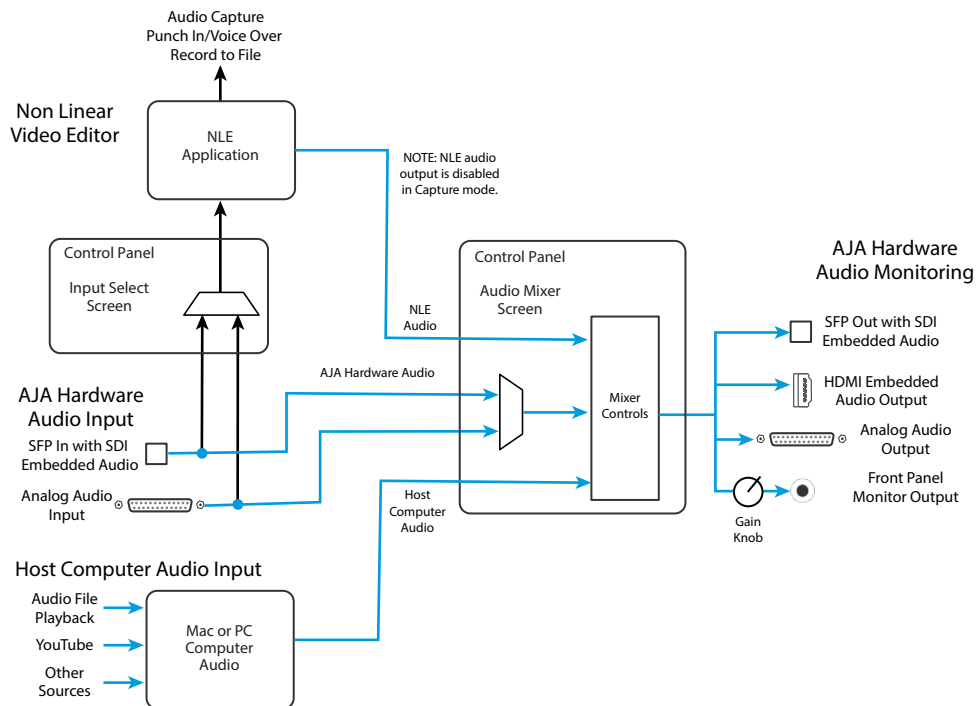 Audio Capture
Punch In/Voice Over
Record to File
Non Linear
Video Editor
NLE
Application
NOTE: NLE audio
output is disabled
in Capture mode.
Control Panel
Input Select
Screen
Control Panel
Audio Mixer
Screen
AJA Hardware
Audio Monitoring
NLE
Audio
SFP Out with SDI
Embedded Audio
AJA Hardware Audio
HDMI Embedded
Audio Output
Mixer
Controls
AJA Hardware
Audio Input
SFP In with SDI
Embedded Audio
Analog Audio
Output
Analog Audio
Input
Host
Computer
Audio
Front Panel
Monitor Output
Gain
Knob
Host Computer Audio Input
Audio File
Playback
YouTube
Other
Sources
Mac or PC
Computer
Audio